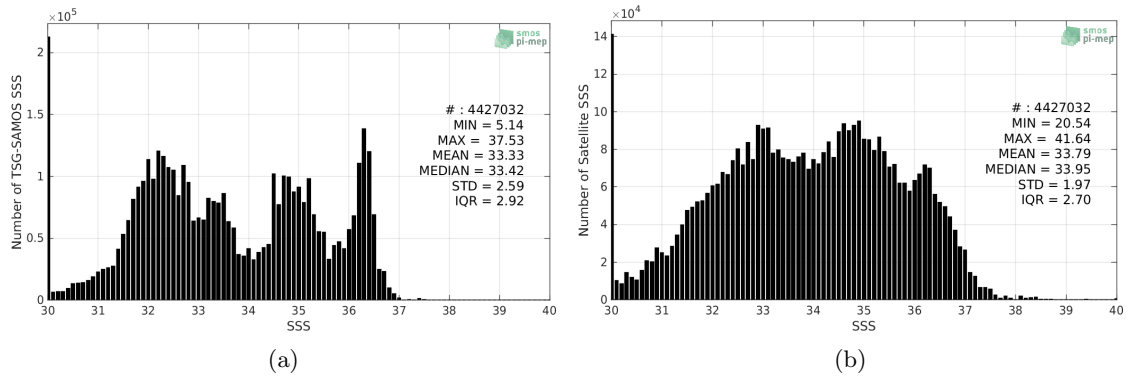 ×10⁵
2
1.5
1
0.5
0
Number of TSG-SAMOS SSS
smos
pi-mep
# : 4427032
MIN = 5.14
MAX = 37.53
MEAN = 33.33
MEDIAN = 33.42
STD = 2.59
IQR = 2.92
30 31 32 33 34 35 36 37 38 39 40
SSS
(a)
×10⁴
14
12
10
8
6
4
2
0
Number of Satellite SSS
smos
pi-mep
# : 4427032
MIN = 20.54
MAX = 41.64
MEAN = 33.79
MEDIAN = 33.95
STD = 1.97
IQR = 2.70
30 31 32 33 34 35 36 37 38 39 40
SSS
(b)